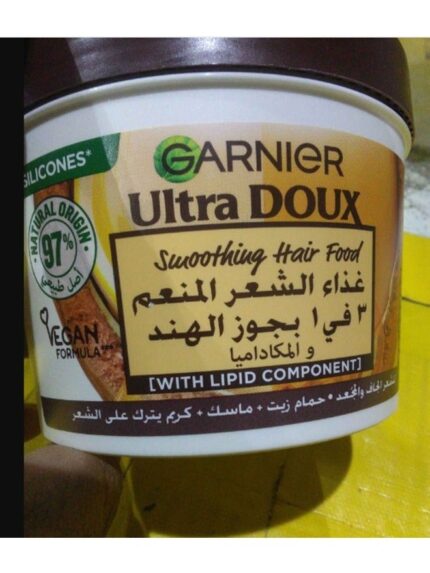 SILICONES*
GARNIER
Ultra DOUX
NATURAL ORIGIN
97%
أصل طبيعي
Smoothing Hair Food
غذاء الشعر المنعم
٣ في ١ بجوز الهند
و المكاداميا
VEGAN
FORMULA***
[WITH LIPID COMPONENT]
الجاف والمجعد • حمام زيت + ماسك + كريم يترك على الشعر